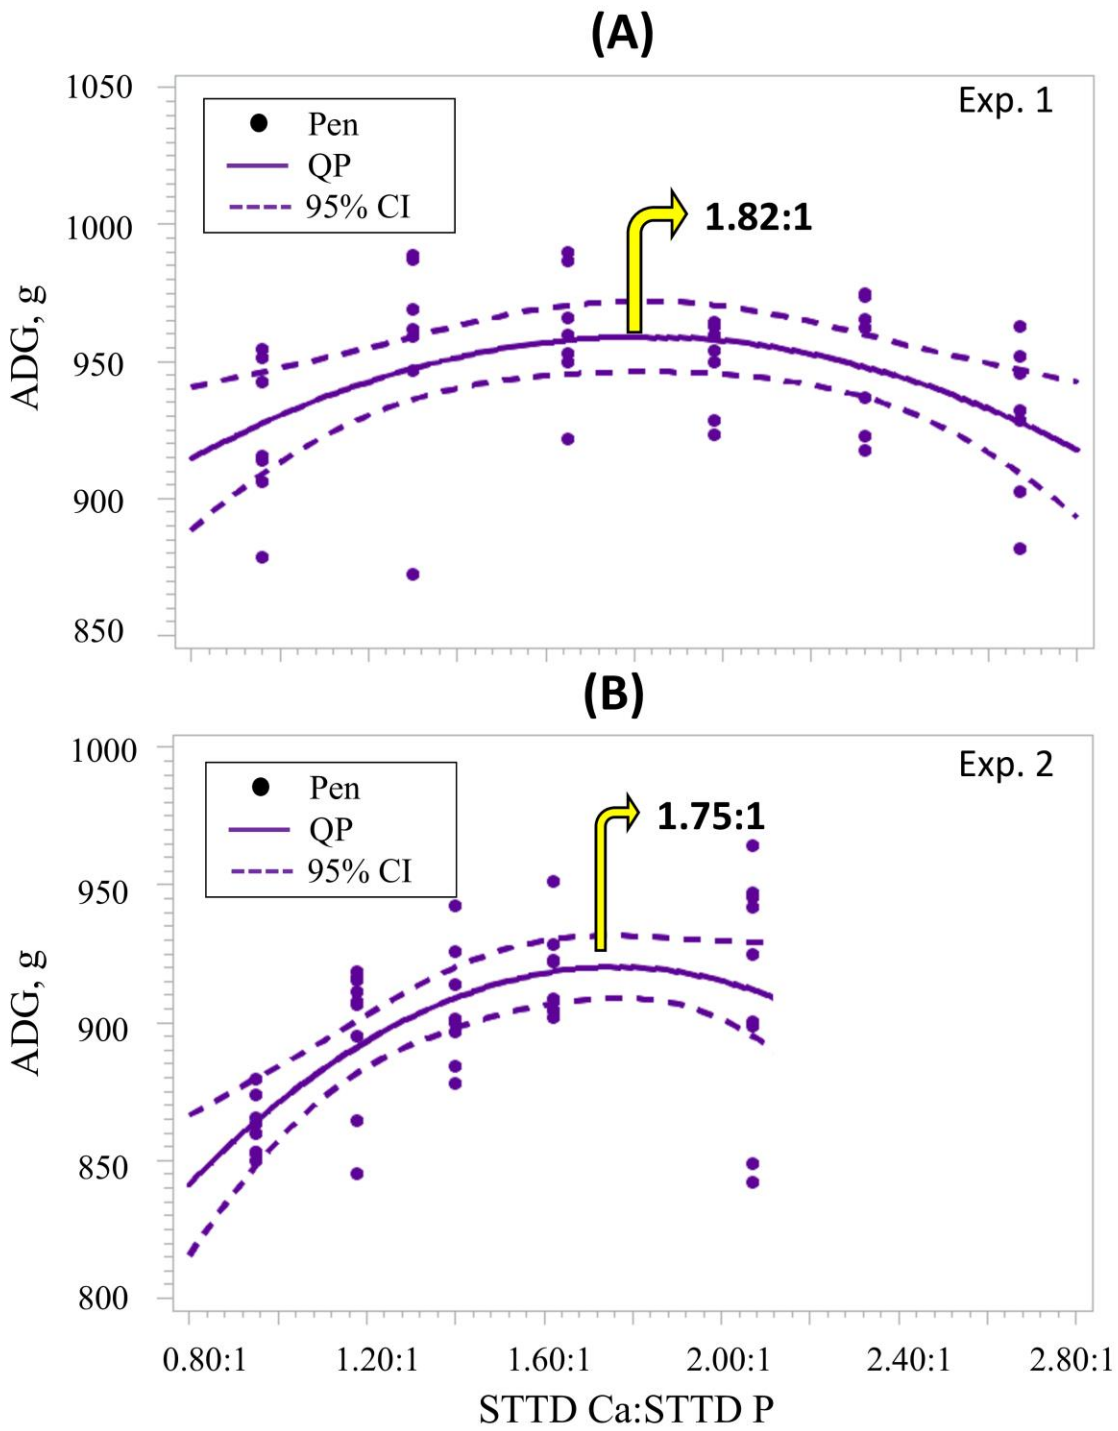 (A)
Exp. 1
Pen
QP
95% CI
1.82:1
ADG, g
1050
1000
950
900
850
(B)
Exp. 2
Pen
QP
95% CI
1.75:1
ADG, g
1000
950
900
850
800
0.80:1 1.20:1 1.60:1 2.00:1 2.40:1 2.80:1
STTD Ca:STTD P